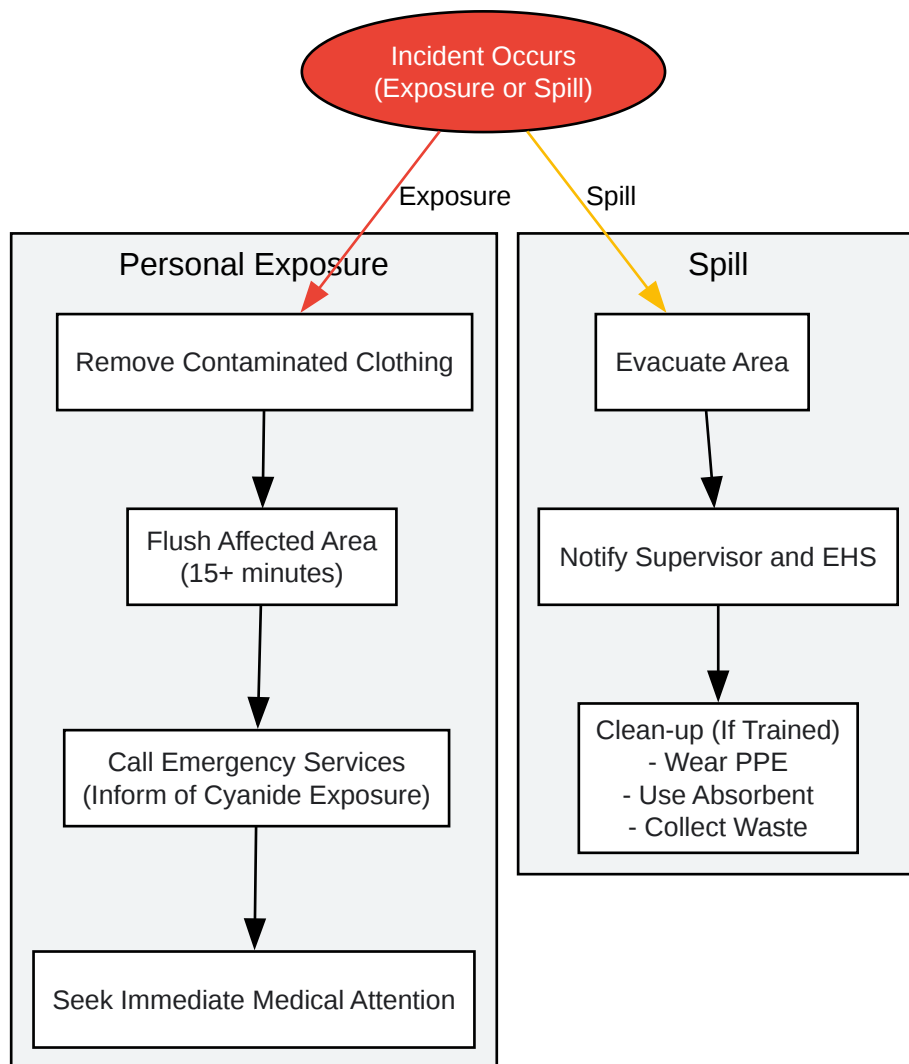 Incident Occurs
(Exposure or Spill)
Exposure
Spill
Personal Exposure
Remove Contaminated Clothing
Flush Affected Area
(15+ minutes)
Call Emergency Services
(Inform of Cyanide Exposure)
Seek Immediate Medical Attention
Spill
Evacuate Area
Notify Supervisor and EHS
Clean-up (If Trained)
- Wear PPE
- Use Absorbent
- Collect Waste